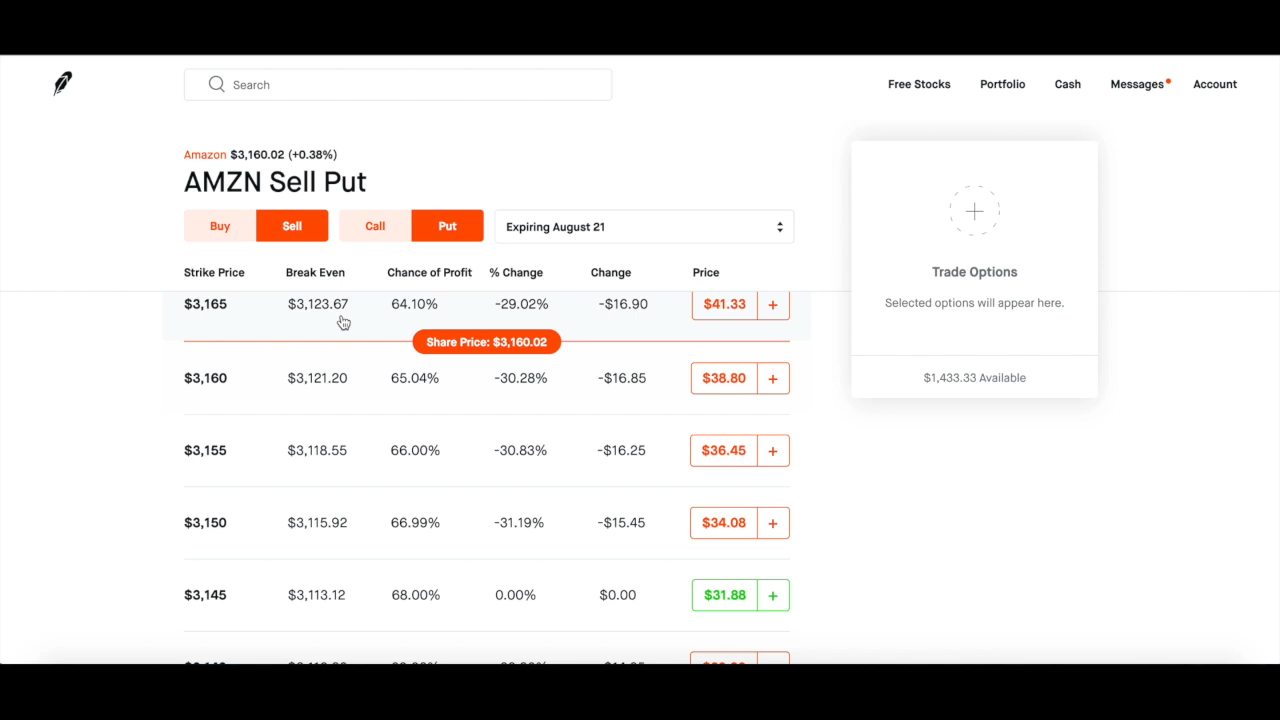 Search
Free Stocks Portfolio Cash Messages Account
Amazon $3,160.02 (+0.38%)
AMZN Sell Put
Buy Sell Call Put Expiring August 21
Strike Price Break Even Chance of Profit % Change Change Price
$3,165 $3,123.67 64.10% -29.02% -$16.90 $41.33 +
Share Price: $3,160.02
$3,160 $3,121.20 65.04% -30.28% -$16.85 $38.80 +
$3,155 $3,118.55 66.00% -30.83% -$16.25 $36.45 +
$3,150 $3,115.92 66.99% -31.19% -$15.45 $34.08 +
$3,145 $3,113.12 68.00% 0.00% $0.00 $31.88 +
Trade Options
Selected options will appear here.
$1,433.33 Available